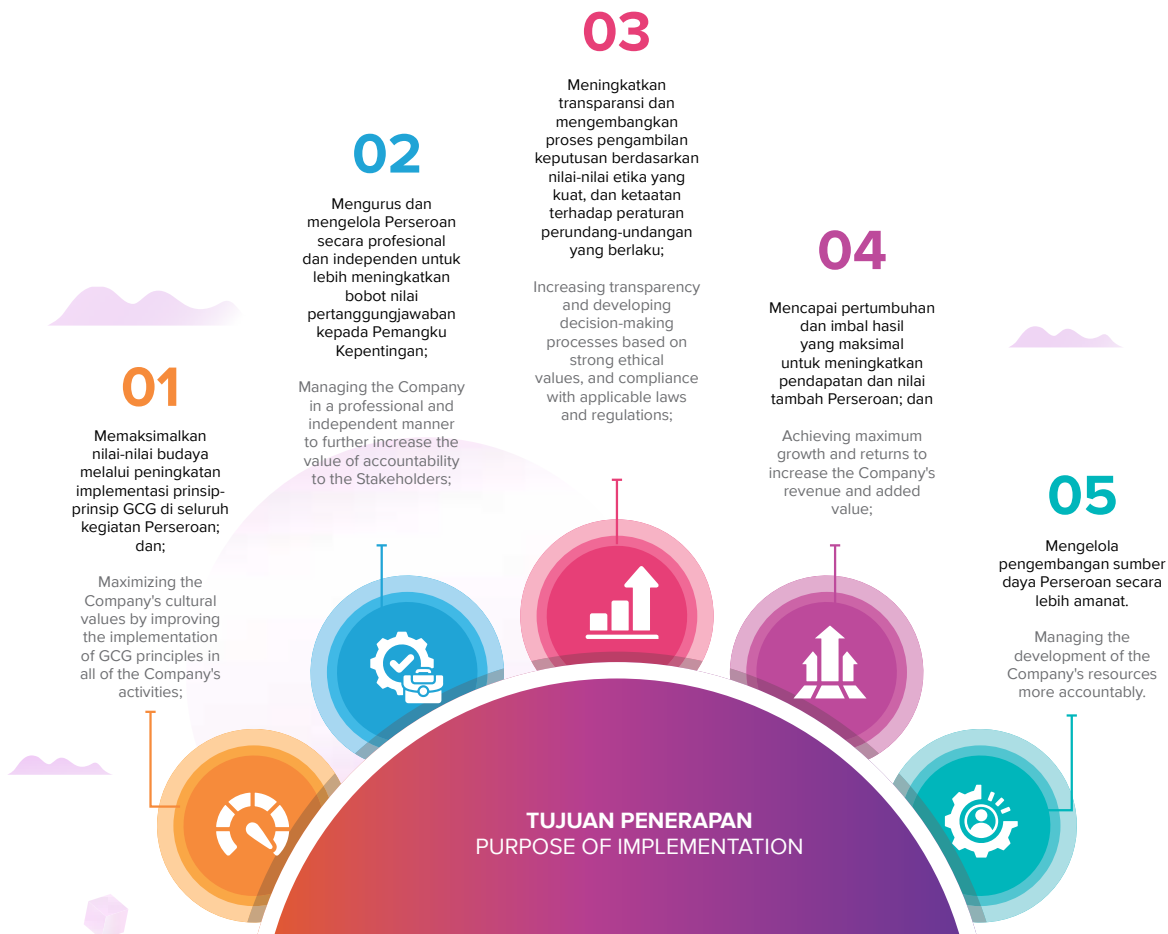 01
Memaksimalkan
nilai-nilai budaya
melalui peningkatan
implementasi prinsip-
prinsip GCG di seluruh
kegiatan Perseroan;
dan;
Maximizing the
Company's cultural
values by improving
the implementation
of GCG principles in
all of the Company's
activities;
02
Mengurus dan
mengelola Perseroan
secara profesional
dan independen untuk
lebih meningkatkan
bobot nilai
pertanggungjawaban
kepada Pemangku
Kepentingan;
Managing the Company
in a professional and
independent manner
to further increase the
value of accountability
to the Stakeholders;
03
Meningkatkan
transparansi dan
mengembangkan
proses pengambilan
keputusan berdasarkan
nilai-nilai etika yang
kuat, dan ketaatan
terhadap peraturan
perundang-undangan
yang berlaku;
Increasing transparency
and developing
decision-making
processes based on
strong ethical
values, and compliance
with applicable laws
and regulations;
04
Mencapai pertumbuhan
dan imbal hasil
yang maksimal
untuk meningkatkan
pendapatan dan nilai
tambah Perseroan; dan
Achieving maximum
growth and returns to
increase the Company's
revenue and added
value;
05
Mengelola
pengembangan sumber
daya Perseroan secara
lebih amanat.
Managing the
development of the
Company's resources
more accountably.
TUJUAN PENERAPAN
PURPOSE OF IMPLEMENTATION